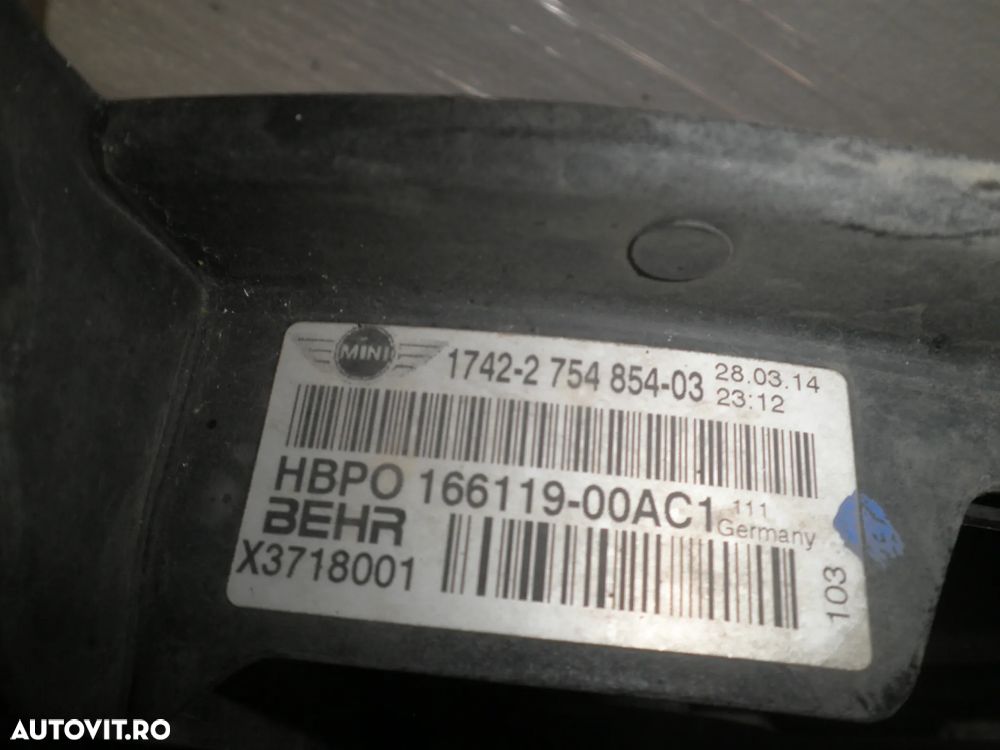 MINI 1742-2 754 854-03 28.03.14
23:12
HBPO 166119-00AC1 111
Germany
BEHR
X3718001
103
AUTOVIT.RO